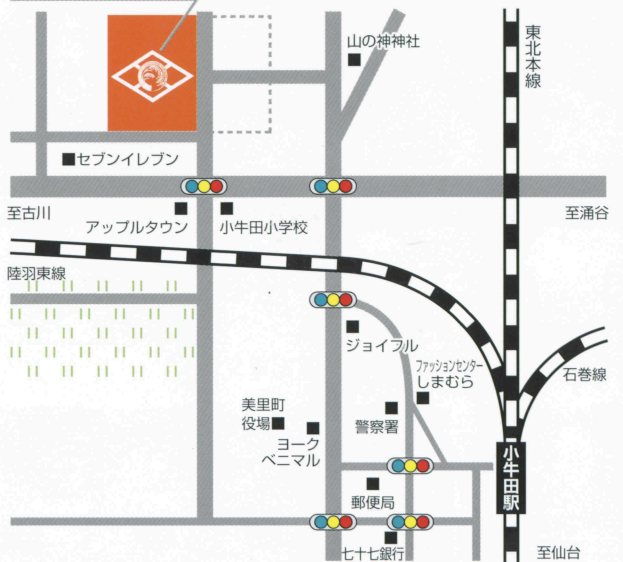 山の神神社
東北本線
セブンイレブン
至古川
アップルタウン
小牛田小学校
至涌谷
陸羽東線
ジョイフル
ファッションセンター
しまむら
石巻線
美里町
役場
ヨーク
ベニマル
警察署
小牛田駅
郵便局
七十七銀行
至仙台